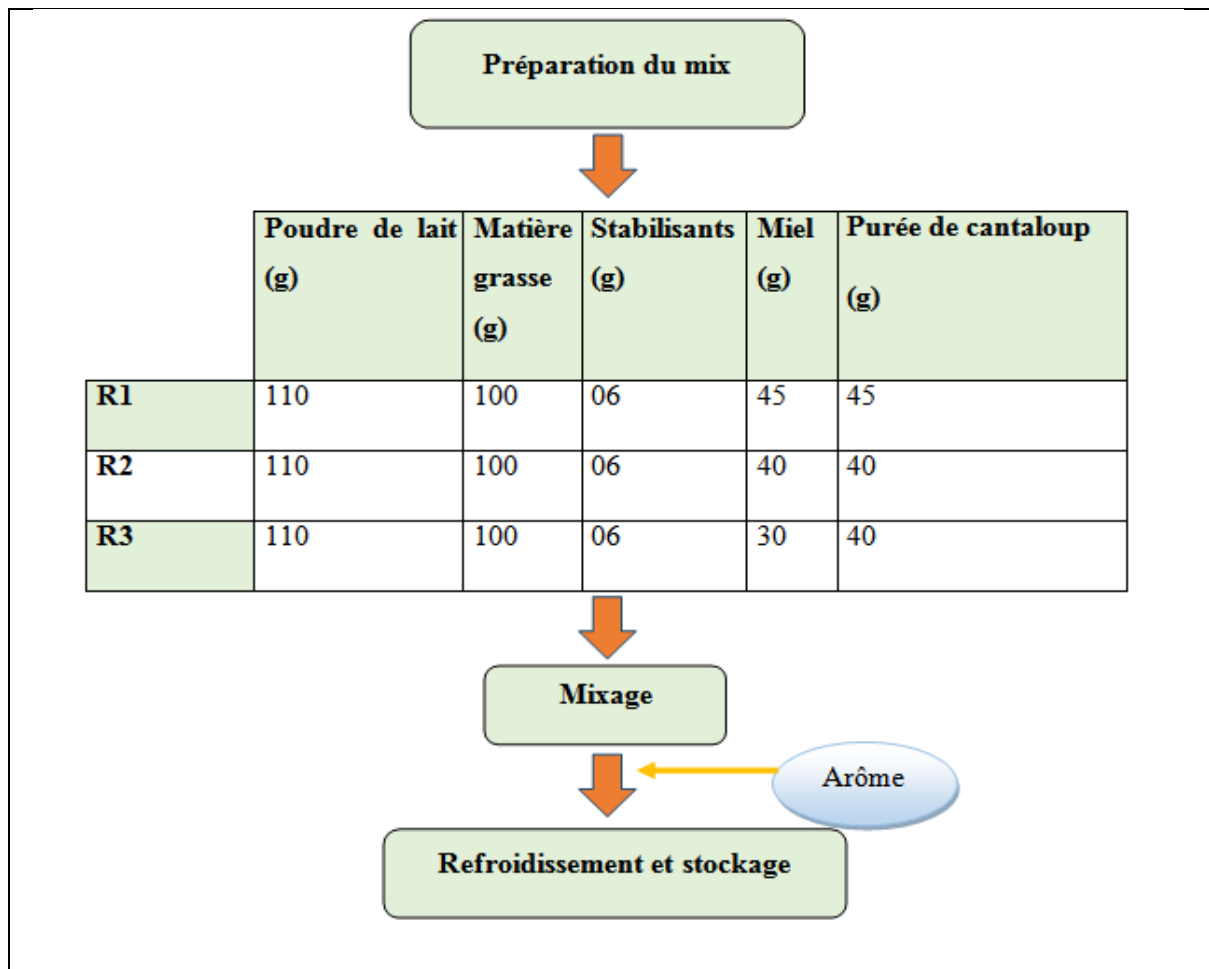 Préparation du mix
Poudre de lait Matière Stabilisants Miel Purée de cantaloup
(g) grasse (g) (g) (g)
(g)
R1 110 100 06 45 45
R2 110 100 06 40 40
R3 110 100 06 30 40
Mixage
Arôme
Refroidissement et stockage